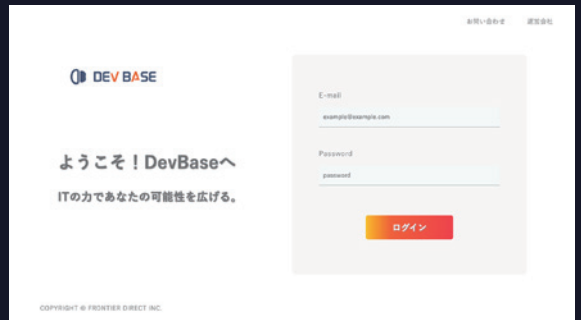 お問い合わせ 運営会社
DEV BASE
E-mail
example@example.com
ようこそ！DevBaseへ
Password
ITの力であなたの可能性を広げる。
password
ログイン
COPYRIGHT © FRONTIER DIRECT INC.